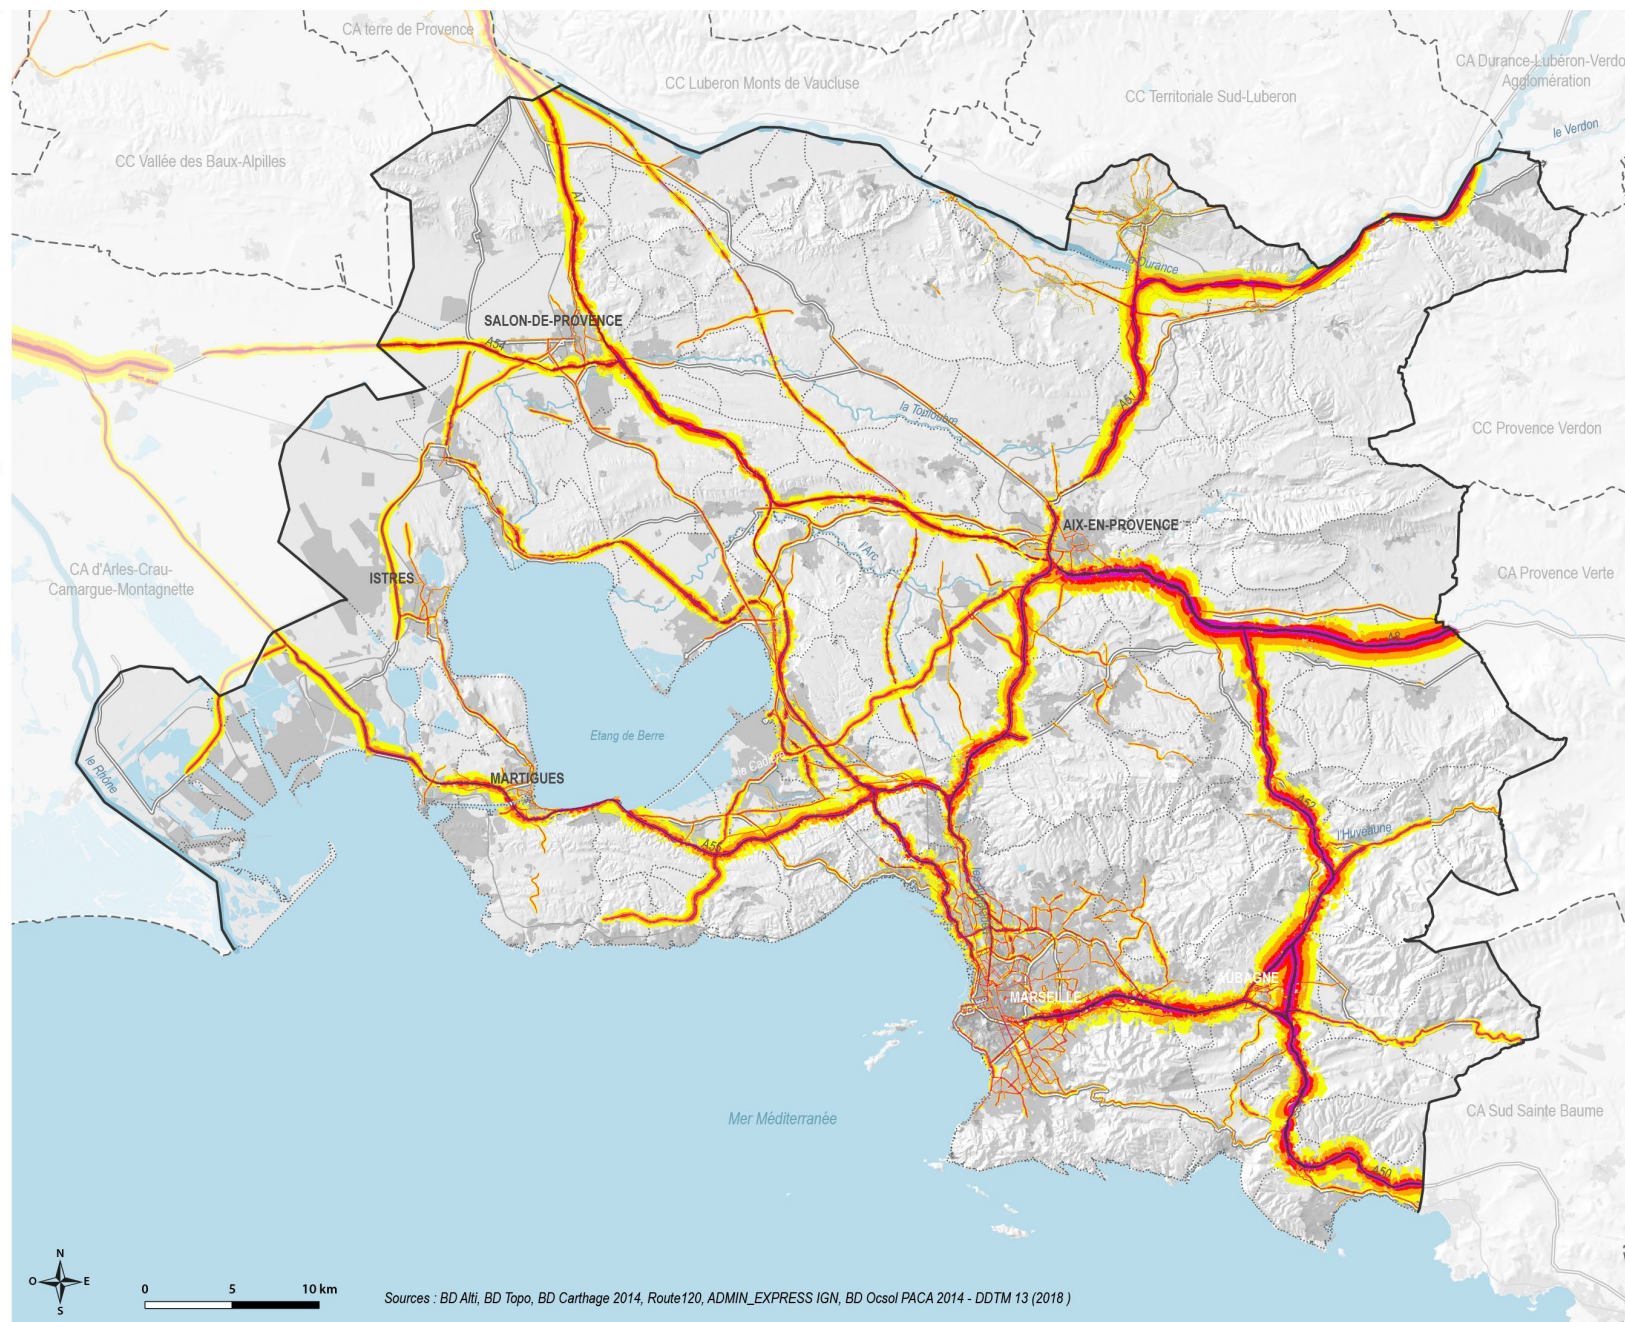 CA terre de Provence
CC Luberon Monts de Vaucluse
CA Durance-Lubéron-Verdo
Agglomération
CC Territoriale Sud-Luberon
le Verdon
CC Vallée des Baux-Alpilles
A7
la Durance
SALON-DE-PROVENCE
A54
A51
la Touloubre
CC Provence Verdon
AIX-EN-PROVENCE
l'Arc
CA d'Arles-Crau-
Camargue-Montagnette
ISTRES
CA Provence Verte
A8
Etang de Berre
la Cadière
le Rhône
MARTIGUES
A52
l'Huveaune
A55
AUBAGNE
MARSEILLE
Mer Méditerranée
CA Sud Sainte Baume
A50
N
O
E
S
0
5
10 km
Sources : BD Alti, BD Topo, BD Carthage 2014, Route120, ADMIN_EXPRESS IGN, BD Ocsol PACA 2014 - DDTM 13 (2018 )